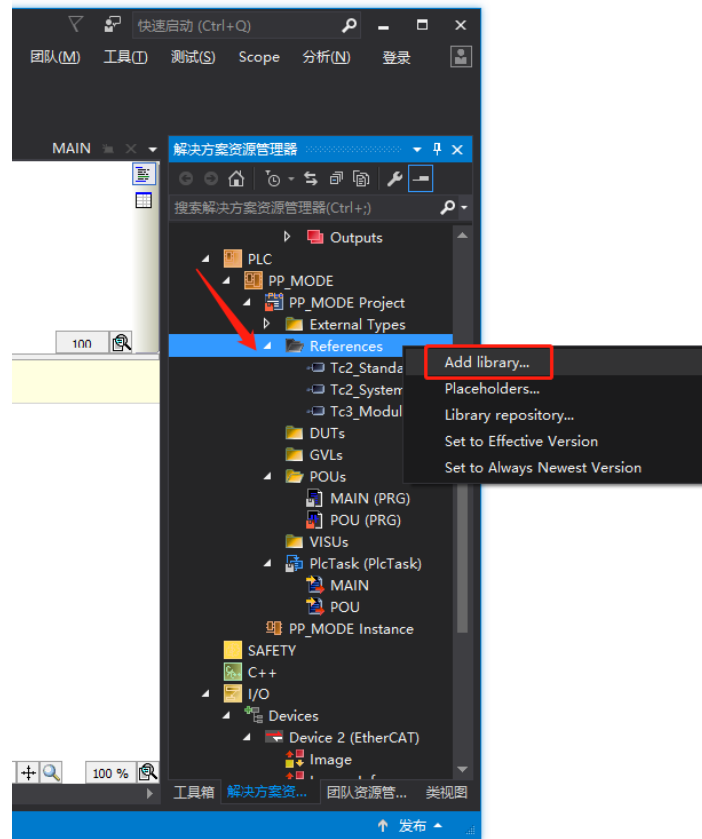 快速启动 (Ctrl+Q)
团队(M) 工具(T) 测试(S) Scope 分析(N) 登录
MAIN
解决方案资源管理器
搜索解决方案资源管理器(Ctrl+;)
Outputs
PLC
PP_MODE
PP_MODE Project
External Types
100
References
Add library...
Tc2_Standa
Placeholders...
Tc2_System
Library repository...
Tc3_Modul
Set to Effective Version
DUTs
GVLs
Set to Always Newest Version
POUs
MAIN (PRG)
POU (PRG)
VISUs
PlcTask (PlcTask)
MAIN
POU
PP_MODE Instance
SAFETY
C++
I/O
Devices
Device 2 (EtherCAT)
Image
100 %
工具箱 解决方案资... 团队资源管... 类视图
发布